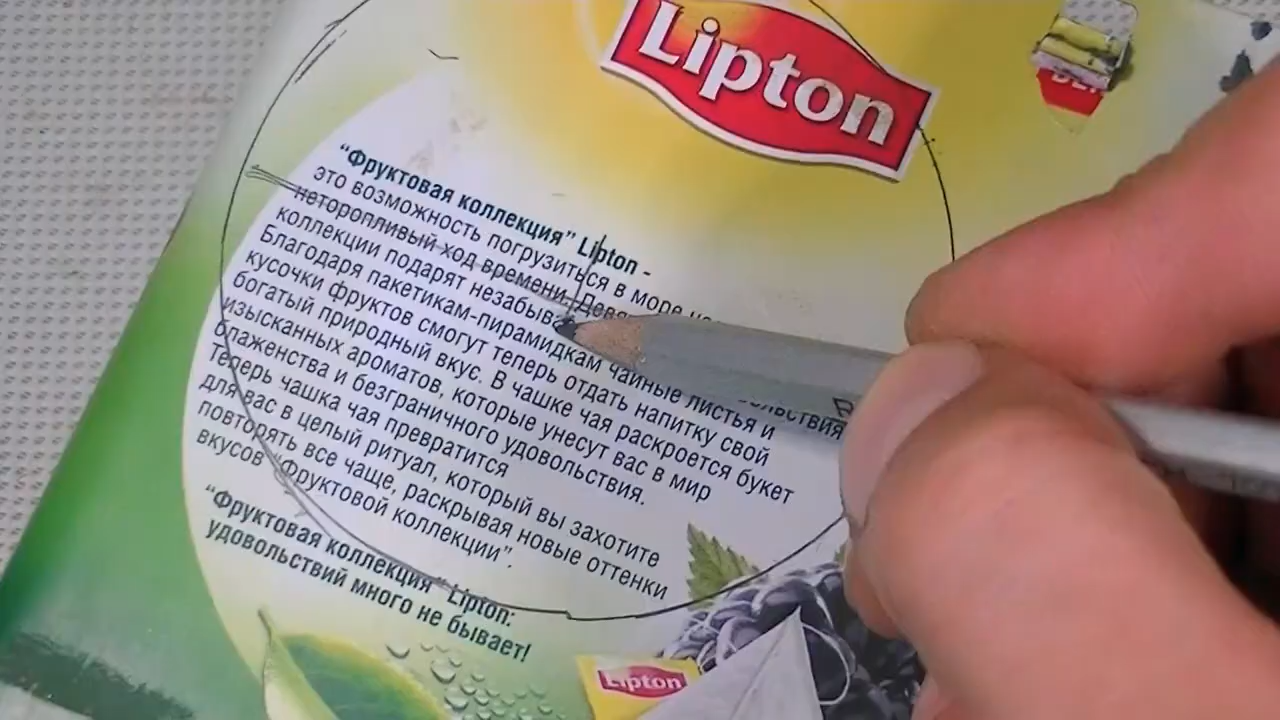 Lipton
"Фруктовая коллекция" Lipton -
это возможность погрузиться в море
неторопливый ход времени.
коллекции подарят
ольствия
Благодаря пакетикам-пирамидкам чайные листья и
кусочки фруктов смогут теперь отдать напитку свой
богатый природный вкус. В чашке чая раскроется букет
изысканных ароматов, которые унесут вас в мир
блаженства и безграничного удовольствия.
Теперь чашка чая превратится
для вас в целый ритуал, который вы захотите
повторять все чаще, раскрывая новые оттенки
вкусов "Фруктовой коллекции".
"Фруктовая коллекция" Lipton:
удовольствий много не бывает!
Lipton